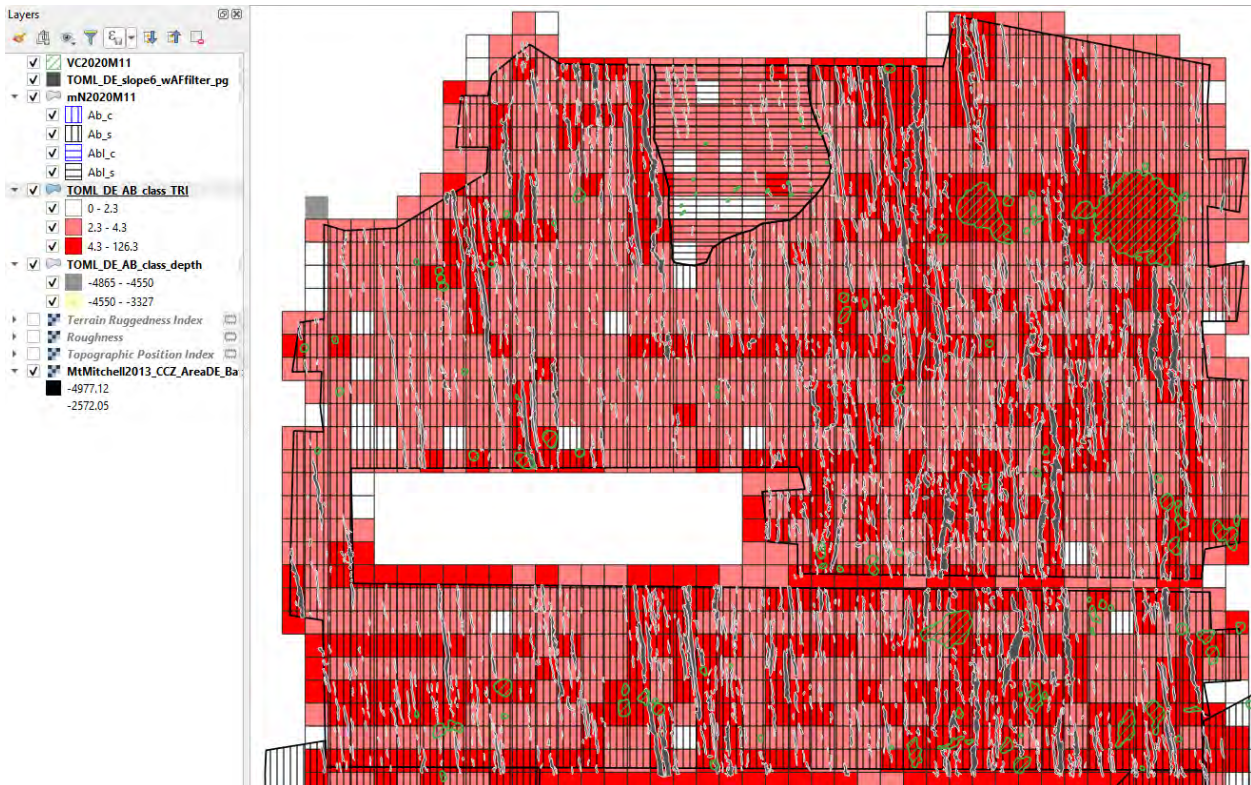 Layers
VC2020M11
TOML_DE_slope6_wAFfilter_pg
mN2020M11
Ab_c
Ab_s
Abl_c
Abl_s
TOML_DE_AB_class_TRI
0 - 2.3
2.3 - 4.3
4.3 - 126.3
TOML_DE_AB_class_depth
-4865 - -4550
-4550 - -3327
Terrain Ruggedness Index
Roughness
Topographic Position Index
MtMitchell2013_CCZ_AreaDE_Ba
-4977.12
-2572.05